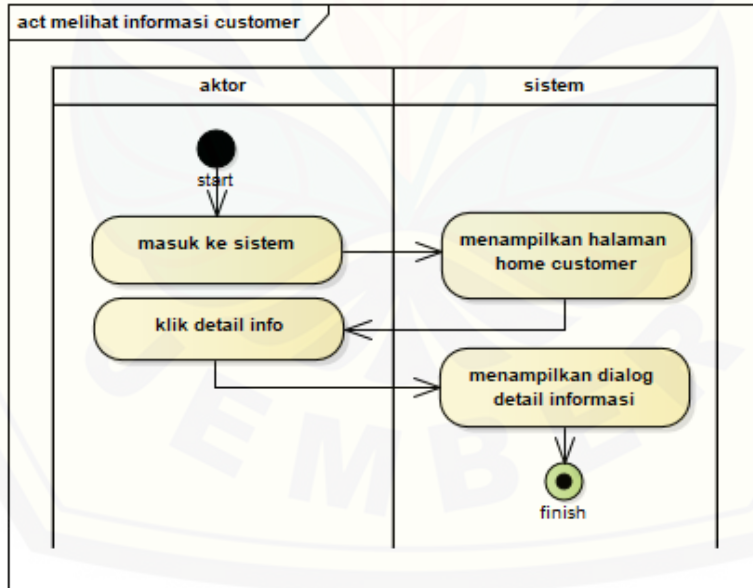 act melihat informasi customer
aktor
sistem
start
masuk ke sistem
menampilkan halaman
home customer
klik detail info
menampilkan dialog
detail informasi
finish
JEMBER